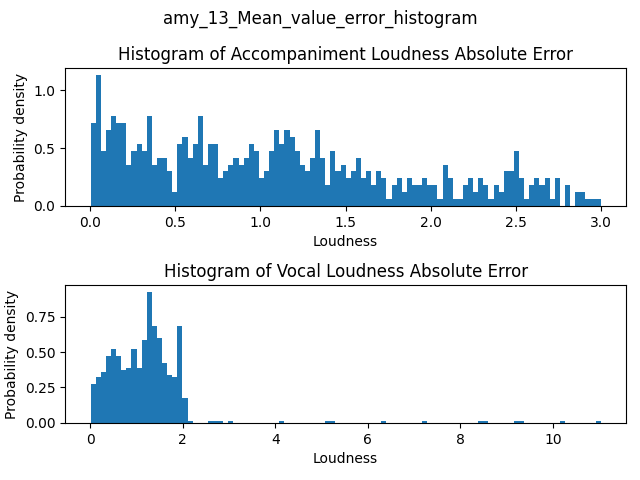 amy_13_Mean_value_error_histogram
Histogram of Accompaniment Loudness Absolute Error
Probability density
1.0
0.5
0.0
0.0 0.5 1.0 1.5 2.0 2.5 3.0
Loudness
Histogram of Vocal Loudness Absolute Error
Probability density
0.75
0.50
0.25
0.00
0 2 4 6 8 10
Loudness